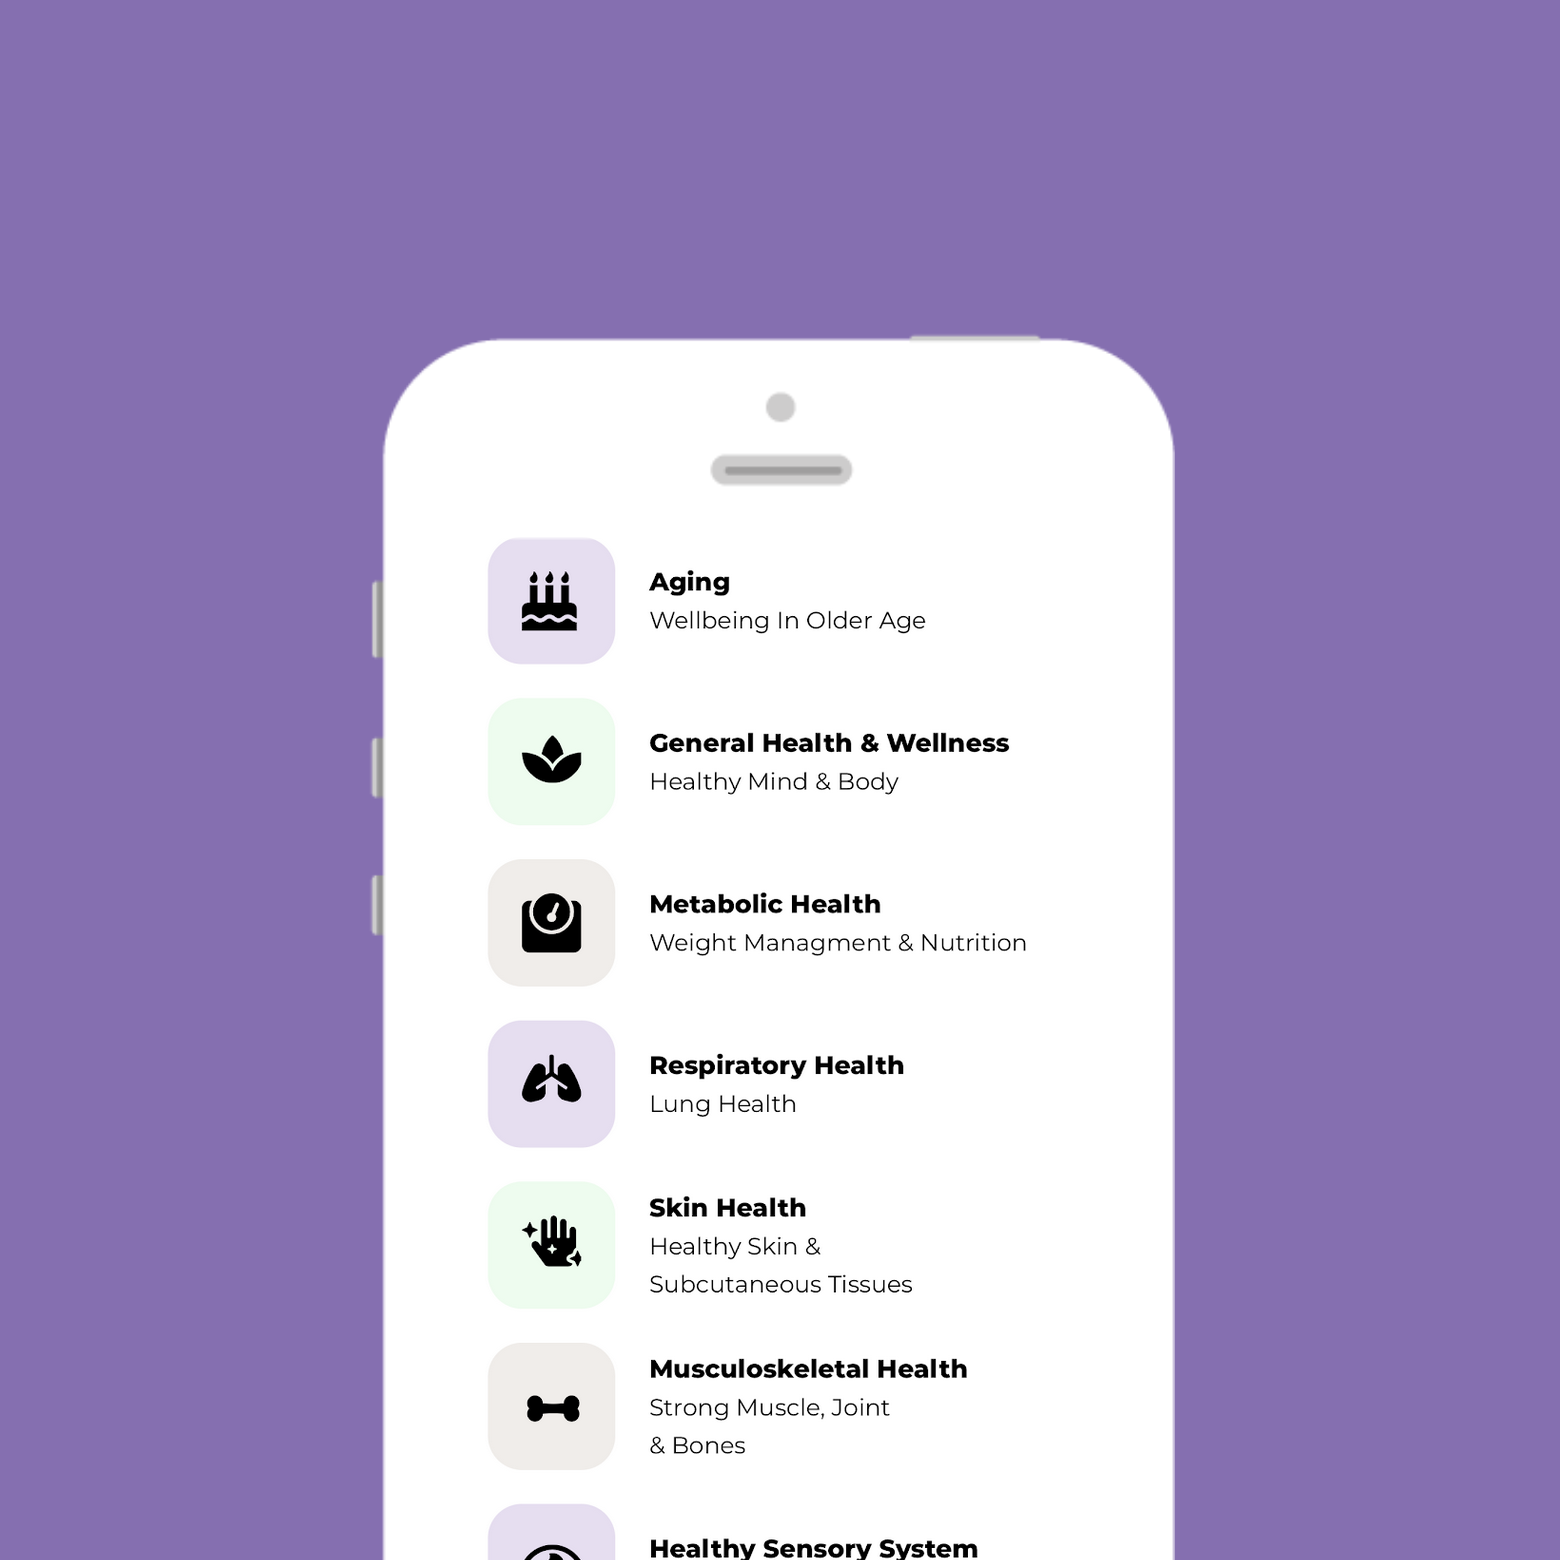 Aging
Wellbeing In Older Age
General Health & Wellness
Healthy Mind & Body
Metabolic Health
Weight Managment & Nutrition
Respiratory Health
Lung Health
Skin Health
Healthy Skin &
Subcutaneous Tissues
Musculoskeletal Health
Strong Muscle, Joint
& Bones
Healthy Sensory System